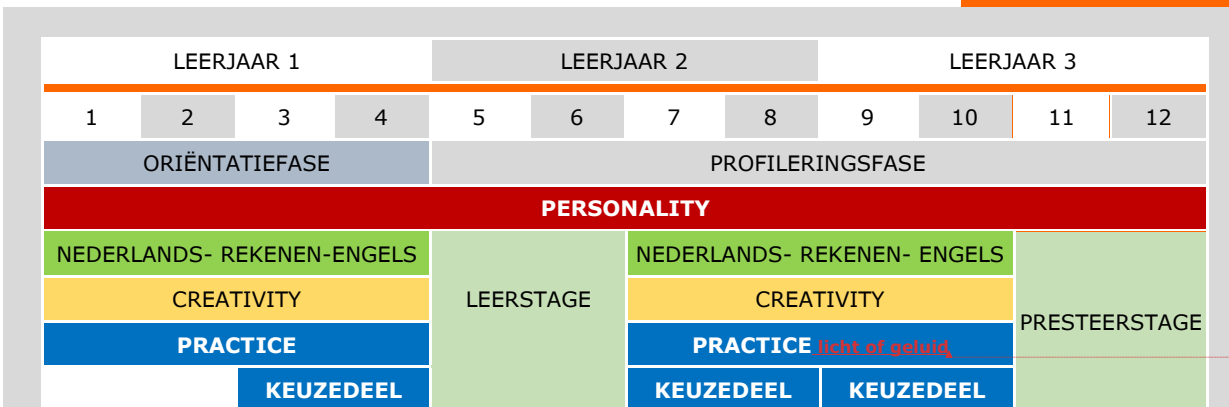 LEERJAAR 1 LEERJAAR 2 LEERJAAR 3
1 2 3 4 5 6 7 8 9 10 11 12
ORIËNTATIEFASE PROFILERINGSFASE
PERSONALITY
NEDERLANDS- REKENEN-ENGELS NEDERLANDS- REKENEN- ENGELS
CREATIVITY LEERSTAGE CREATIVITY
PRESTEERSTAGE
PRACTICE PRACTICE licht of geluid
KEUZEDEEL KEUZEDEEL KEUZEDEEL